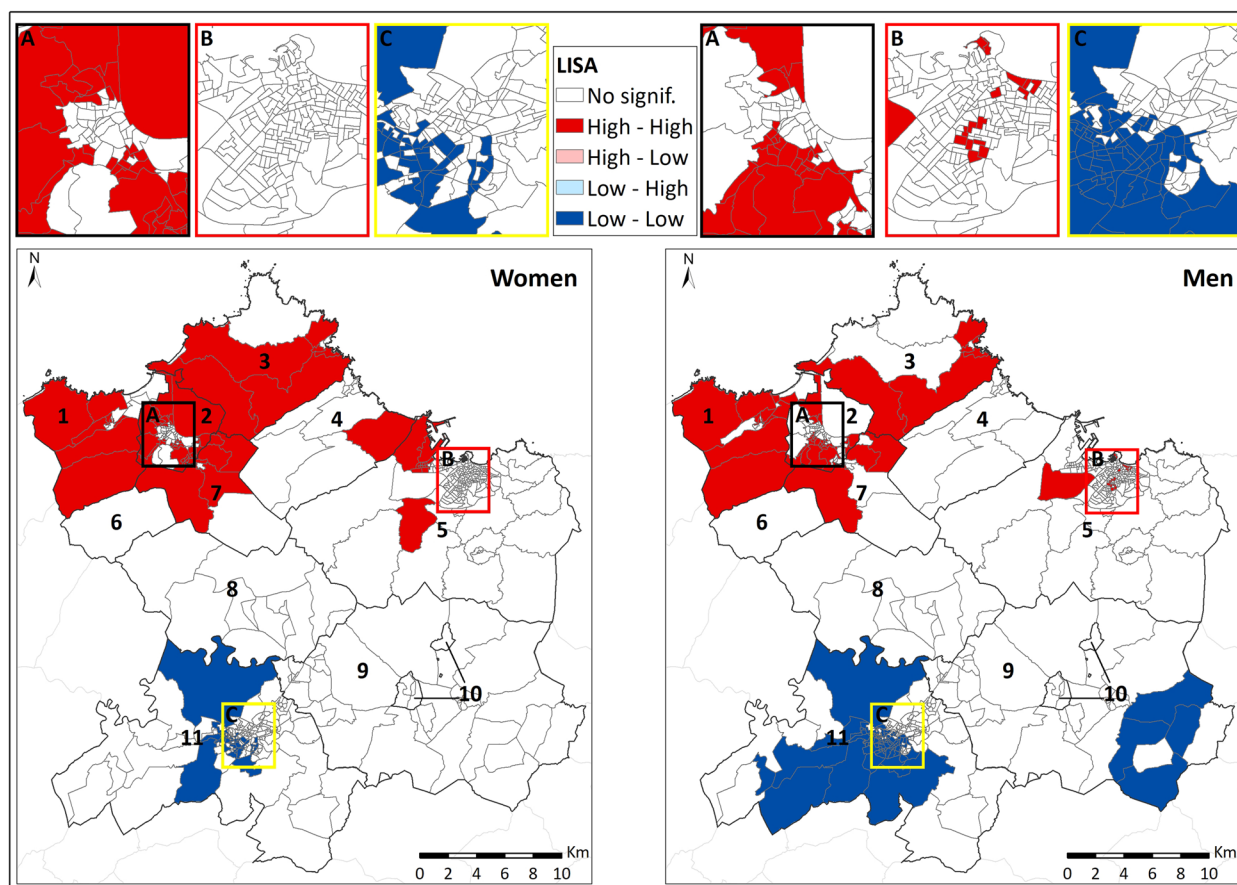 A
B
C
LISA
No signif.
High - High
High - Low
Low - High
Low - Low
A
B
C
N
Women
1
2
3
4
5
6
7
8
9
10
11
A
B
C
Km
0 2 4 6 8 10
N
Men
1
2
3
4
5
6
7
8
9
10
11
A
B
C
Km
0 2 4 6 8 10